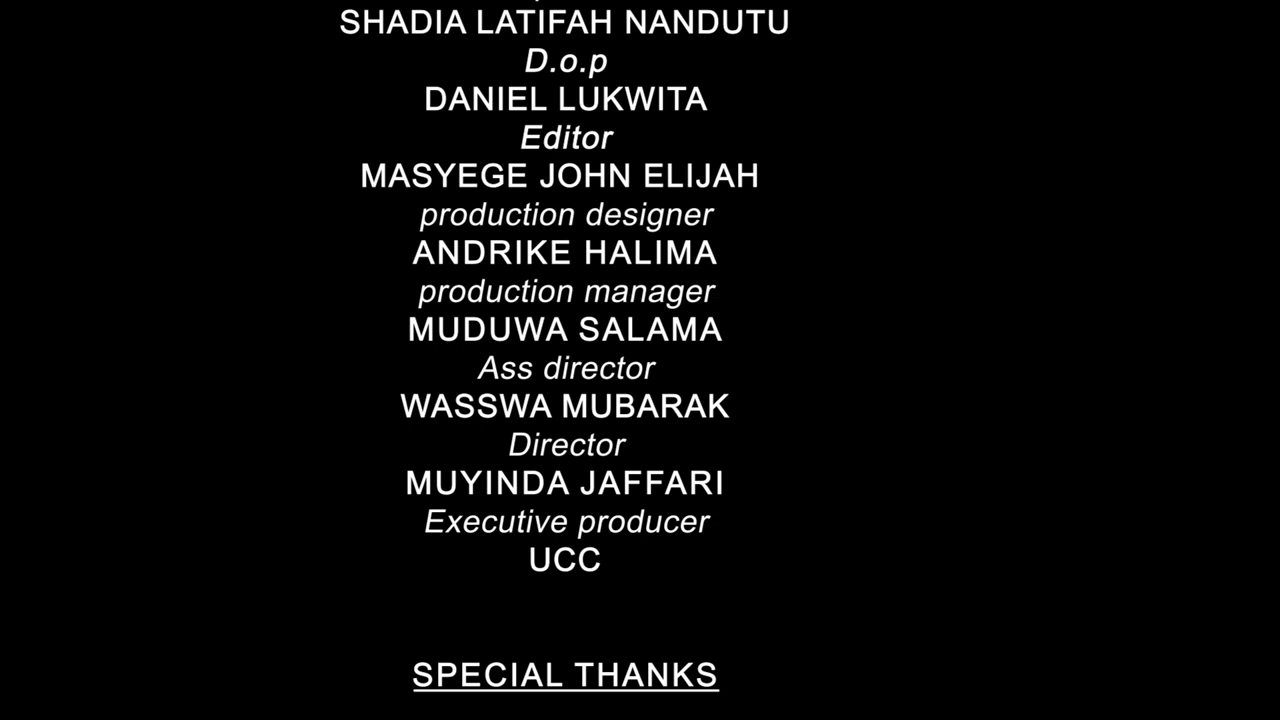 SHADIA LATIFAH NANDUTU
D.o.p
DANIEL LUKWITA
Editor
MASYEGE JOHN ELIJAH
production designer
ANDRIKE HALIMA
production manager
MUDUWA SALAMA
Ass director
WASSWA MUBARAK
Director
MUYINDA JAFFARI
Executive producer
UCC
SPECIAL THANKS